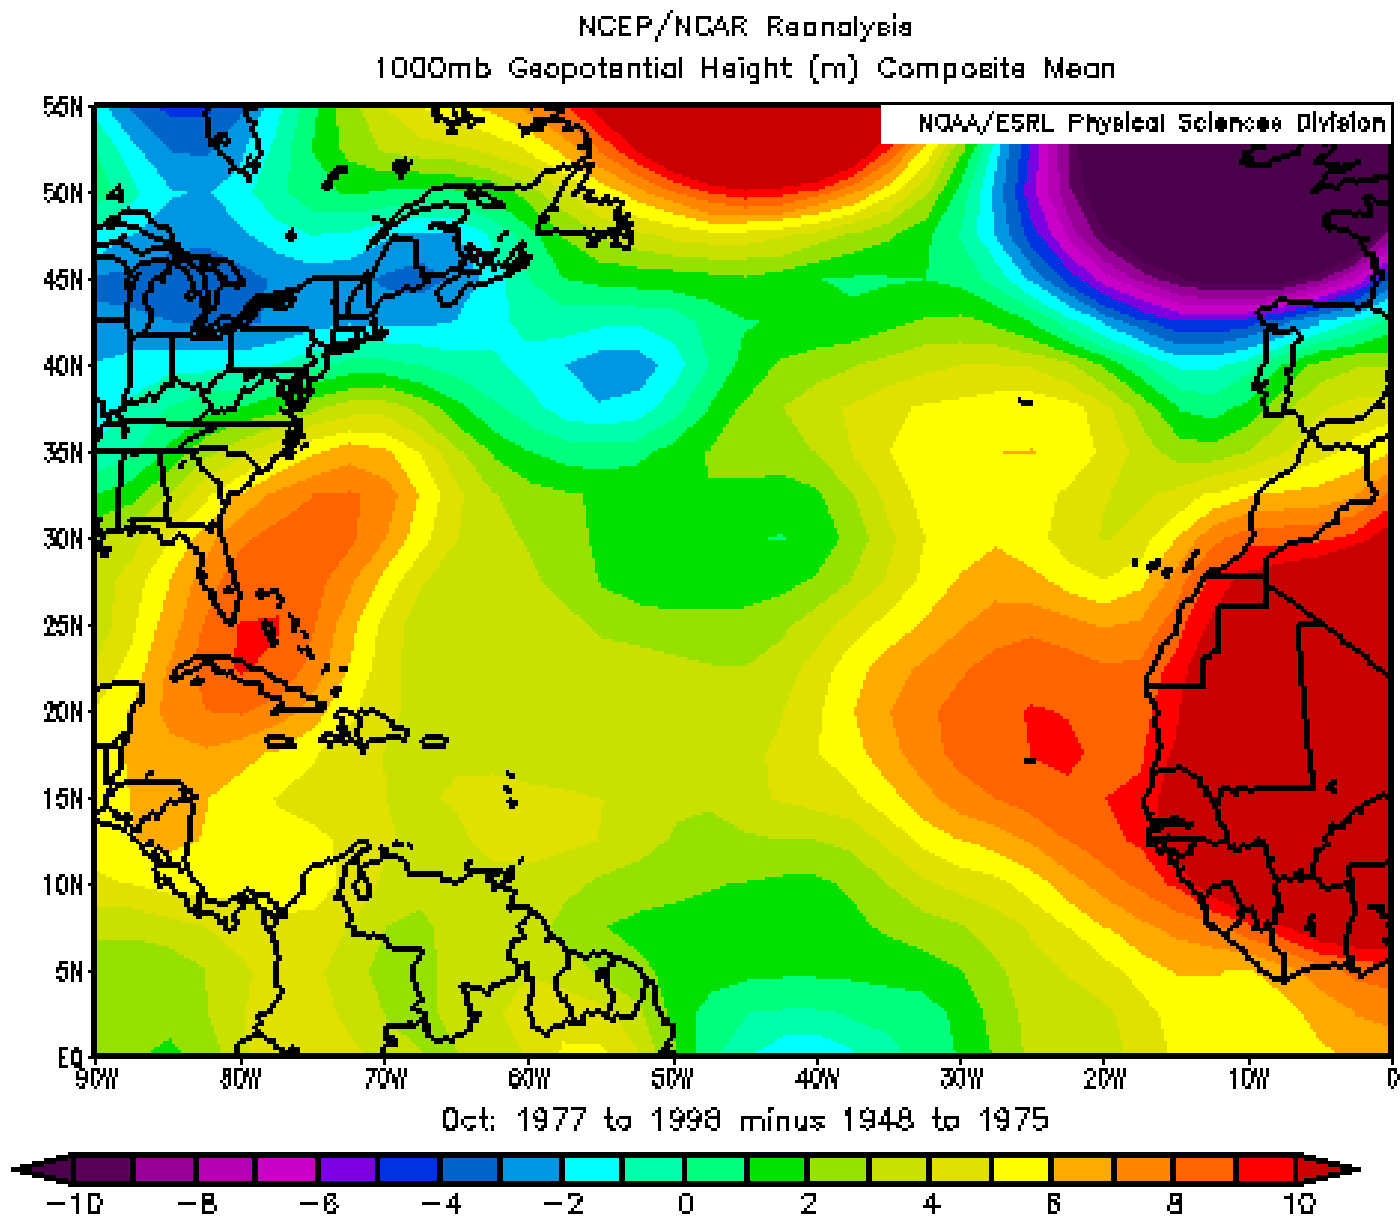 NCEP/NCAR Reanalysis
1000mb Geopotential Height (m) Composite Mean
NOAA/ESRL Physical Sciences Division
55N
50N
45N
40N
35N
30N
25N
20N
15N
10N
5N
EQ
90W 80W 70W 60W 50W 40W 30W 20W 10W 0
Oct: 1977 to 1998 minus 1948 to 1975
-10 -8 -6 -4 -2 0 2 4 6 8 10